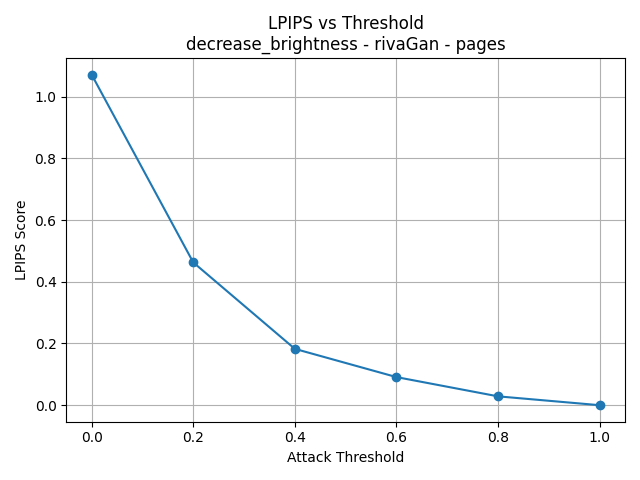 LPIPS vs Threshold
decrease_brightness - rivaGan - pages
LPIPS Score
1.0
0.8
0.6
0.4
0.2
0.0
0.0 0.2 0.4 0.6 0.8 1.0
Attack Threshold